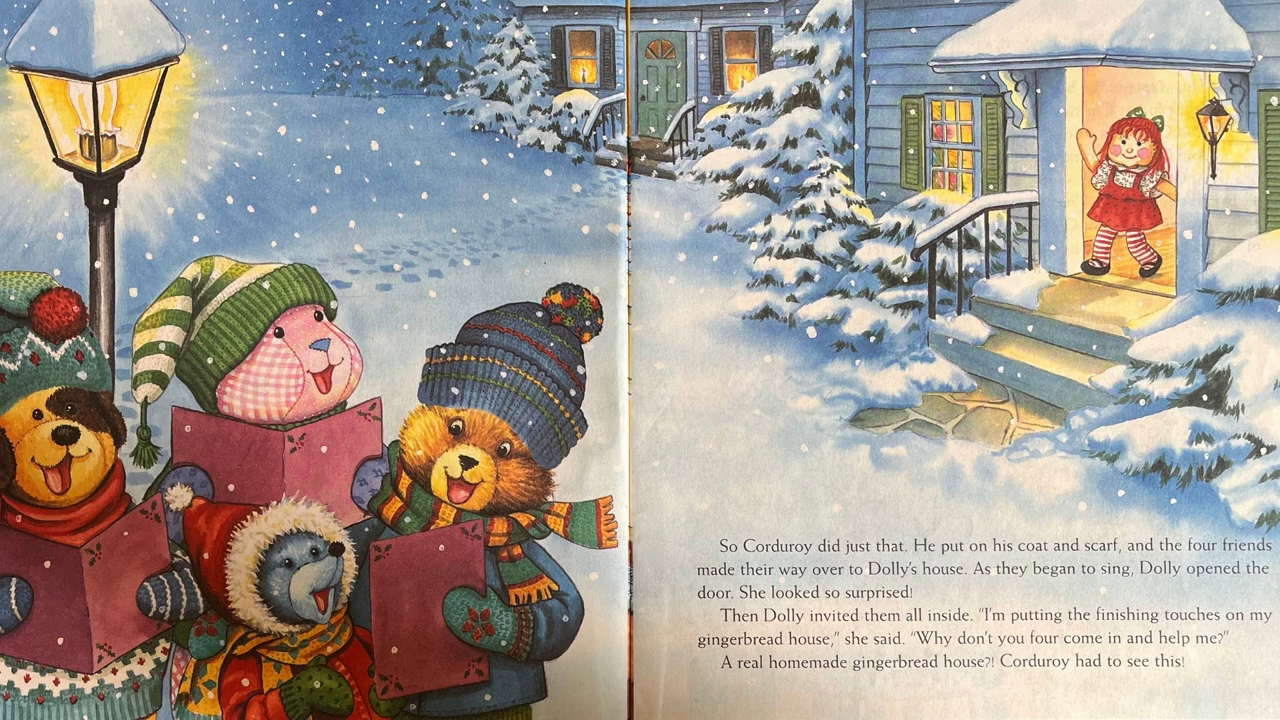 So Corduroy did just that. He put on his coat and scarf, and the four friends
made their way over to Dolly's house. As they began to sing, Dolly opened the
door. She looked so surprised!
Then Dolly invited them all inside. "I'm putting the finishing touches on my
gingerbread house," she said. "Why don't you four come in and help me?"
A real homemade gingerbread house?! Corduroy had to see this!